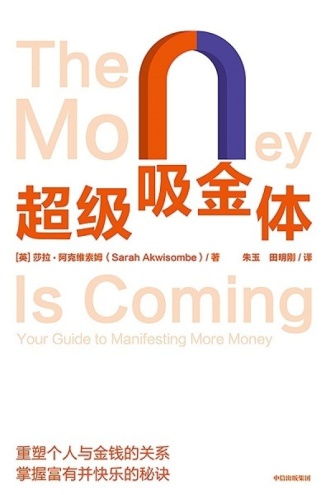 The
Money
超级吸金体
[英] 莎拉·阿克维索姆（Sarah Akwisombe）/ 著 朱玉 田明刚 / 译
Is Coming
Your Guide to Manifesting More Money
重塑个人与金钱的关系
掌握富有并快乐的秘诀
中信出版集团